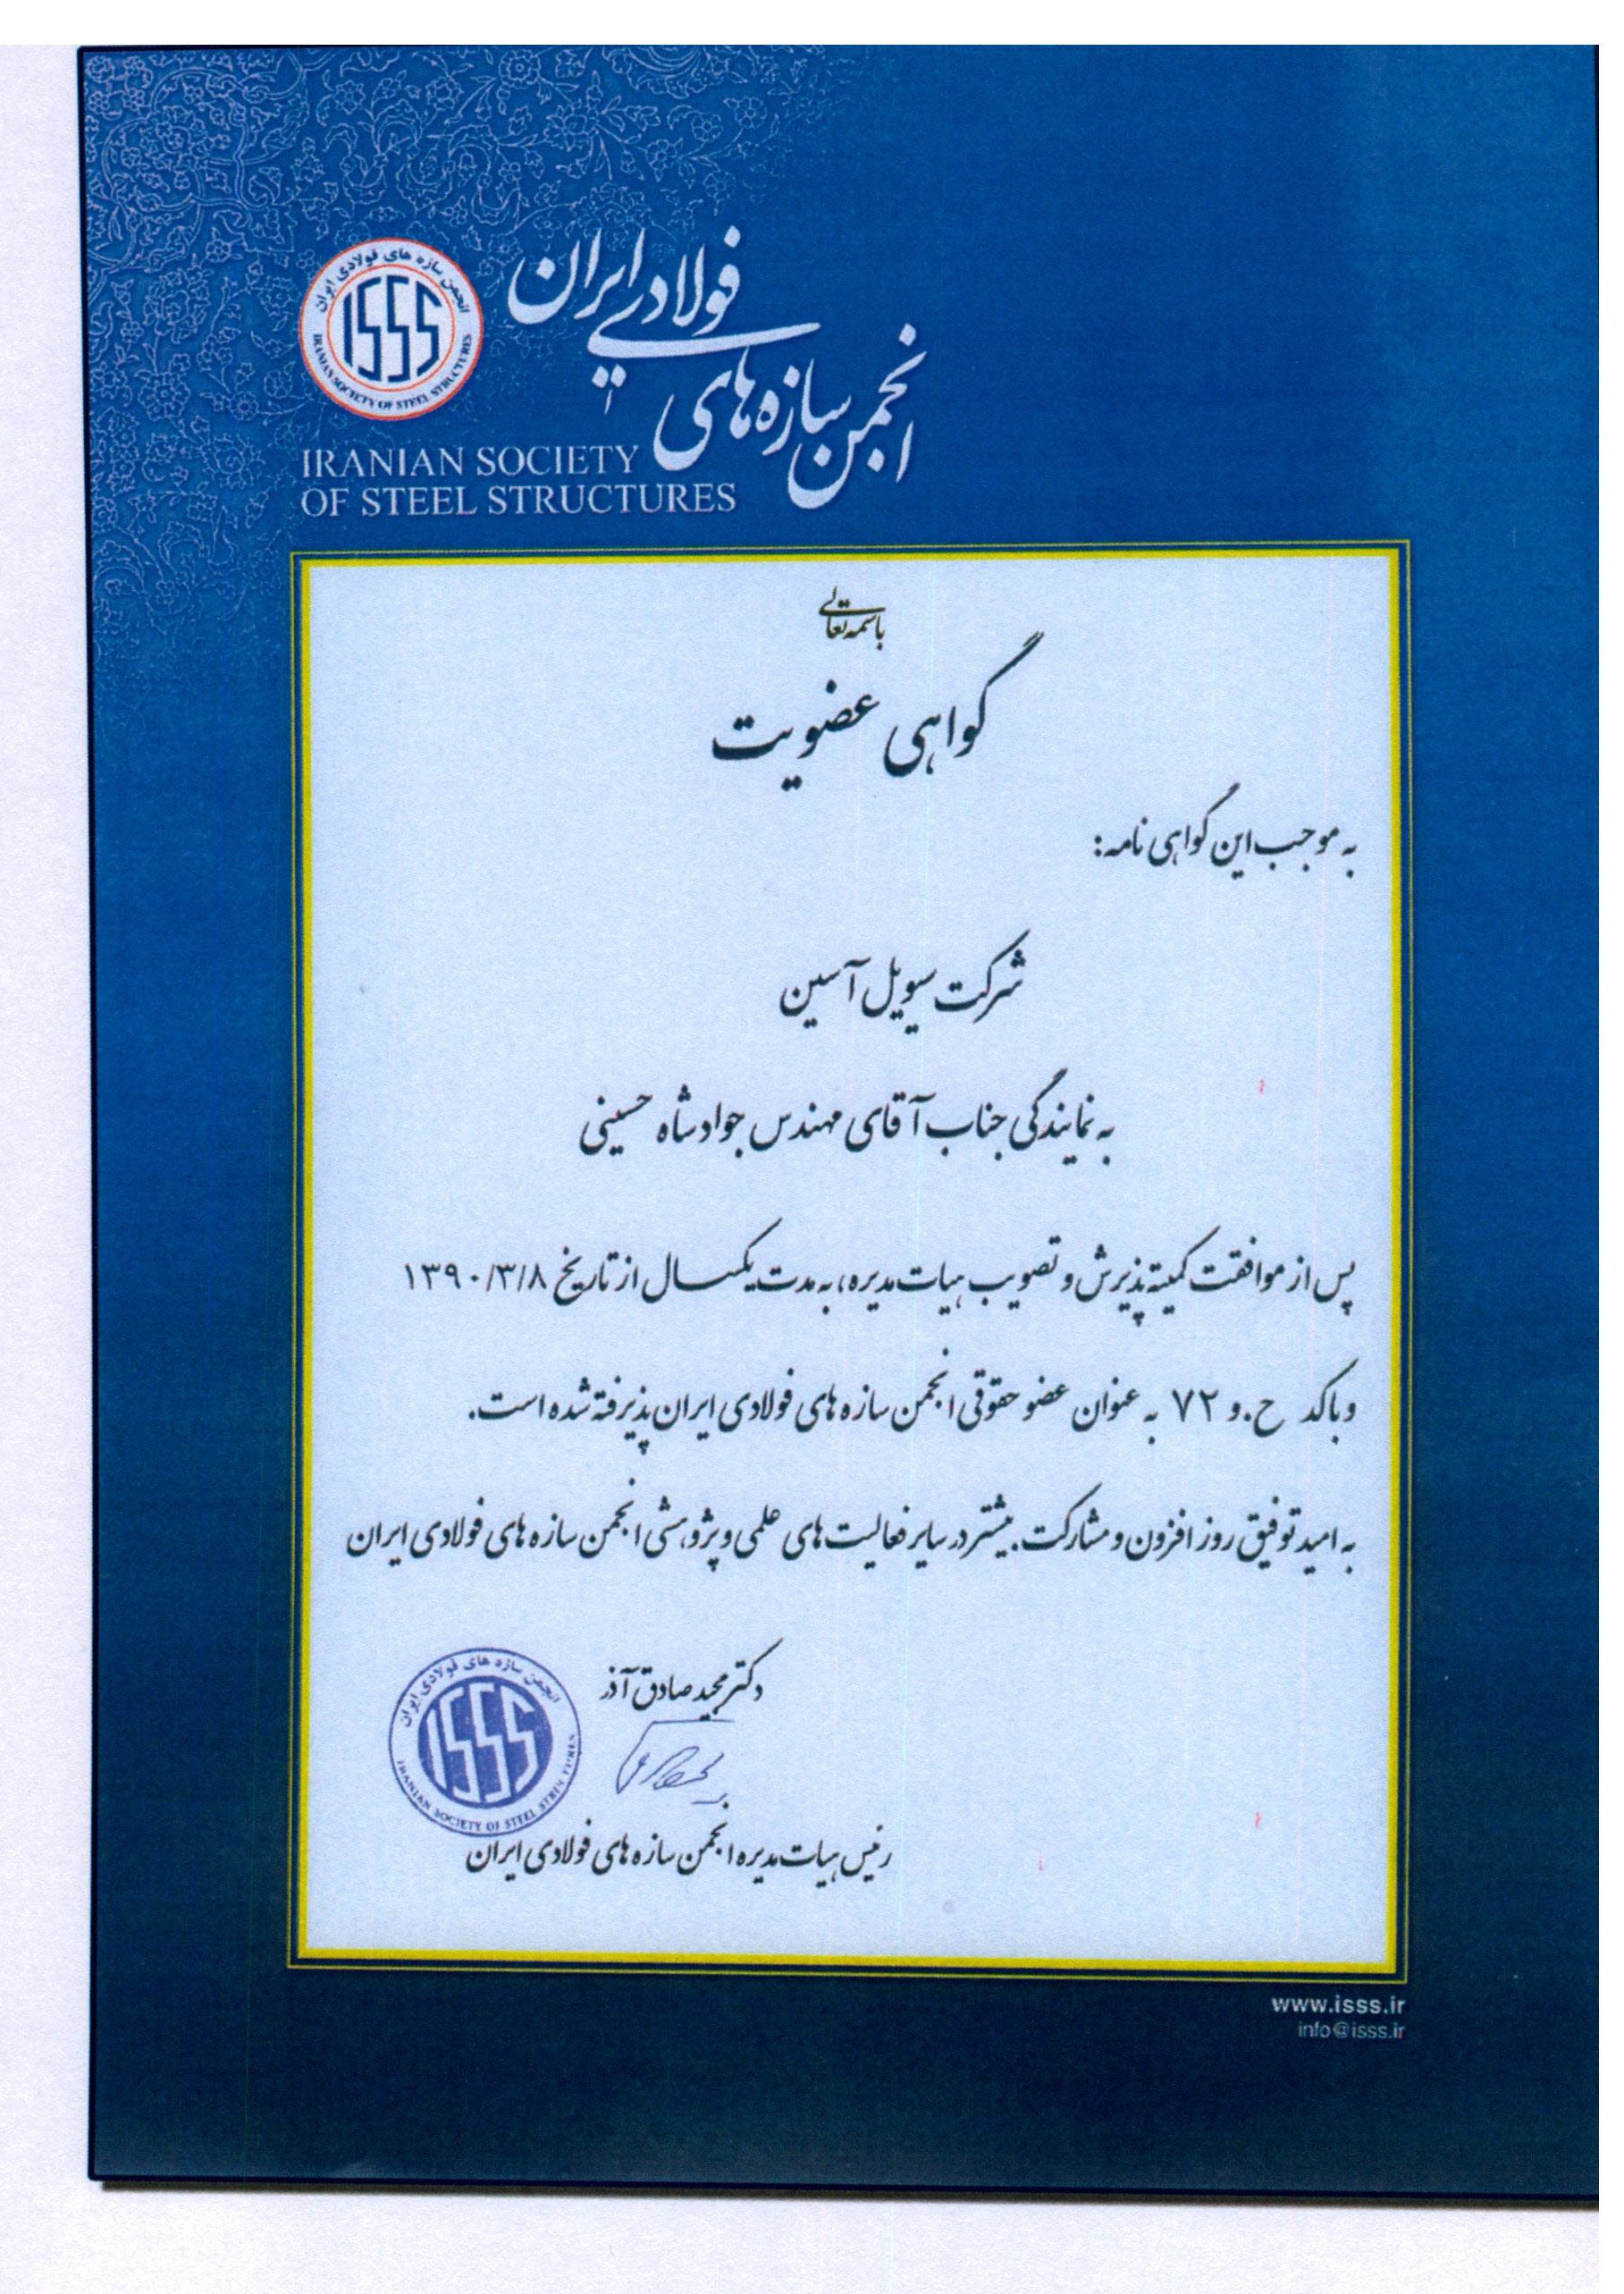 انجمن سازه های فولادی ایران
ISSS
IRANIAN SOCIETY OF STEEL STRUCTURES
انجمن سازه های
فولادی ایران
IRANIAN SOCIETY
OF STEEL STRUCTURES
باسمه تعالی
گواهی عضویت
به موجب این گواهی نامه:
شرکت سیویل آسین
به نمایندگی جناب آقای مهندس جواد شاه حسینی
پس از موافقت کمیته پذیرش و تصویب هیات مدیره، به مدت یکسال از تاریخ ۱۳۹۰/۳/۸
و با کد ح.و ۷۲ به عنوان عضو حقوقی انجمن سازه های فولادی ایران پذیرفته شده است.
به امید توفیق روز افزون و مشارکت بیشتر در سایر فعالیت های علمی و پژوهشی انجمن سازه های فولادی ایران
دکتر مجید صادق آذر
انجمن سازه های فولادی ایران
ISSS
IRANIAN SOCIETY OF STEEL STRUCTURES
رئیس هیات مدیره انجمن سازه های فولادی ایران
www.isss.ir
info@isss.ir